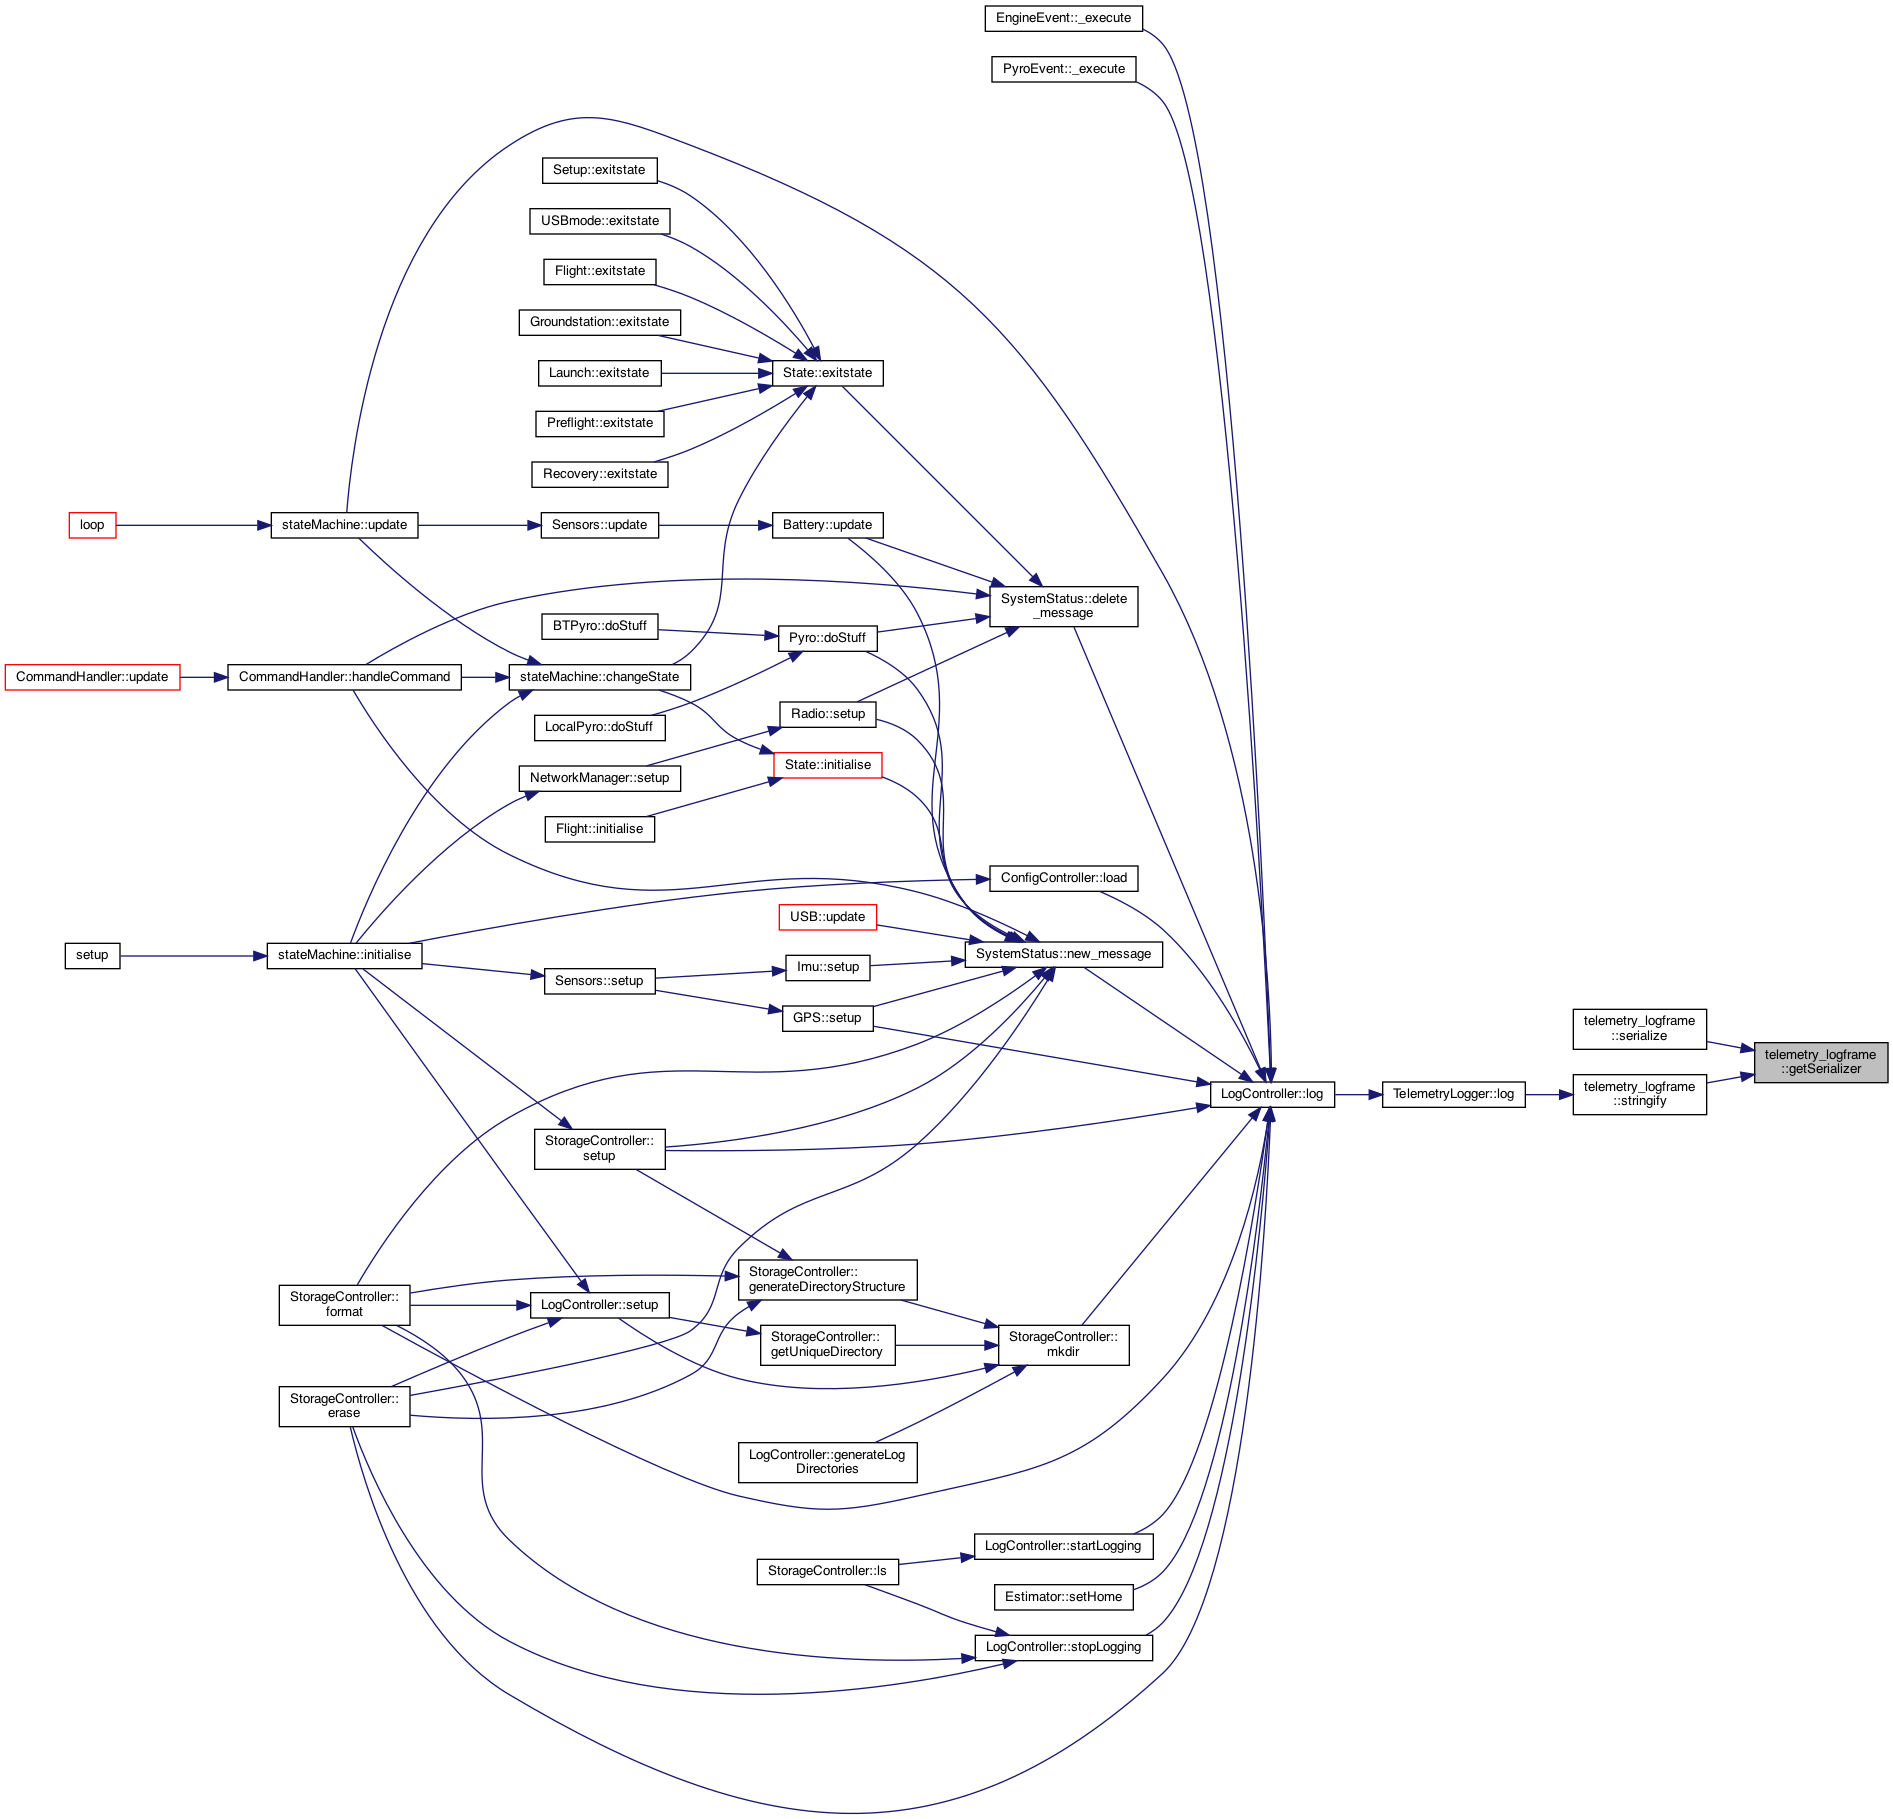 EngineEvent::_execute
PyroEvent::_execute
Setup::exitstate
USBmode::exitstate
Flight::exitstate
Groundstation::exitstate
Launch::exitstate
State::exitstate
Preflight::exitstate
Recovery::exitstate
loop
stateMachine::update
Sensors::update
Battery::update
SystemStatus::delete
_message
BTPyro::doStuff
Pyro::doStuff
CommandHandler::update
CommandHandler::handleCommand
stateMachine::changeState
LocalPyro::doStuff
Radio::setup
NetworkManager::setup
State::initialise
Flight::initialise
ConfigController::load
USB::update
setup
stateMachine::initialise
SystemStatus::new_message
Sensors::setup
Imu::setup
GPS::setup
telemetry_logframe
::serialize
telemetry_logframe
::getSerializer
LogController::log
TelemetryLogger::log
telemetry_logframe
::stringify
StorageController::
setup
StorageController::
generateDirectoryStructure
StorageController::
format
LogController::setup
StorageController::
getUniqueDirectory
StorageController::
mkdir
StorageController::
erase
LogController::generateLog
Directories
LogController::startLogging
StorageController::ls
Estimator::setHome
LogController::stopLogging